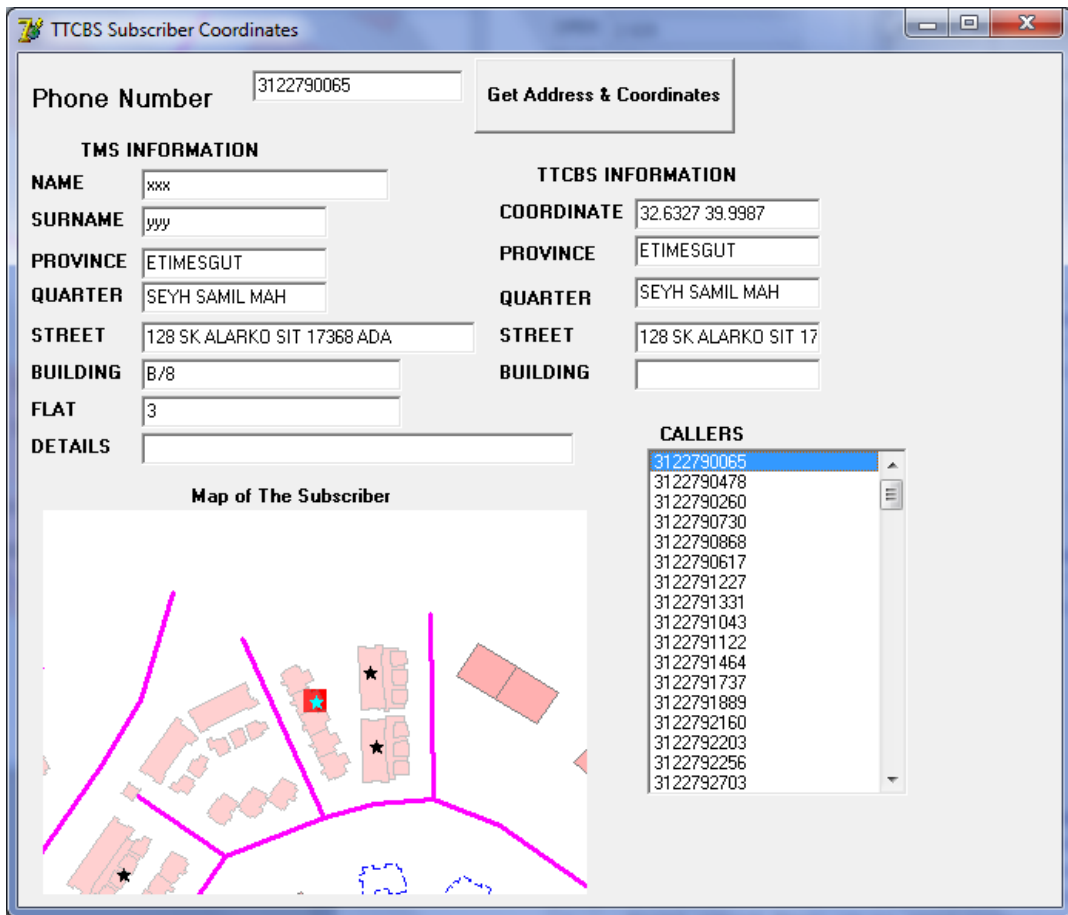 TTCBS Subscriber Coordinates
Phone Number 3122790065 Get Address & Coordinates
TMS INFORMATION
NAME xxx
SURNAME yyy
PROVINCE ETIMESGUT
QUARTER SEYH SAMIL MAH
STREET 128 SK ALARKO SIT 17368 ADA
BUILDING B/8
FLAT 3
DETAILS
TTCBS INFORMATION
COORDINATE 32.6327 39.9987
PROVINCE ETIMESGUT
QUARTER SEYH SAMIL MAH
STREET 128 SK ALARKO SIT 17
BUILDING
CALLERS
3122790065
3122790478
3122790260
3122790730
3122790868
3122790617
3122791227
3122791331
3122791043
3122791122
3122791464
3122791737
3122791889
3122792160
3122792203
3122792256
3122792703
Map of The Subscriber